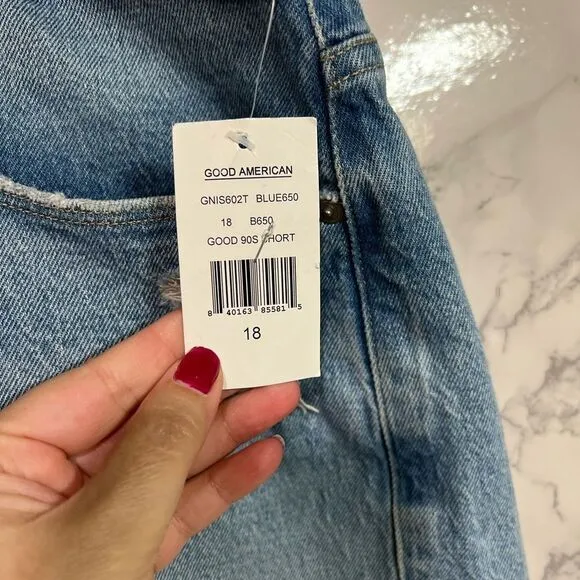 GOOD AMERICAN
GNIS602T BLUE650
18 B650
GOOD 90S SHORT
8 40163 85581 5
18